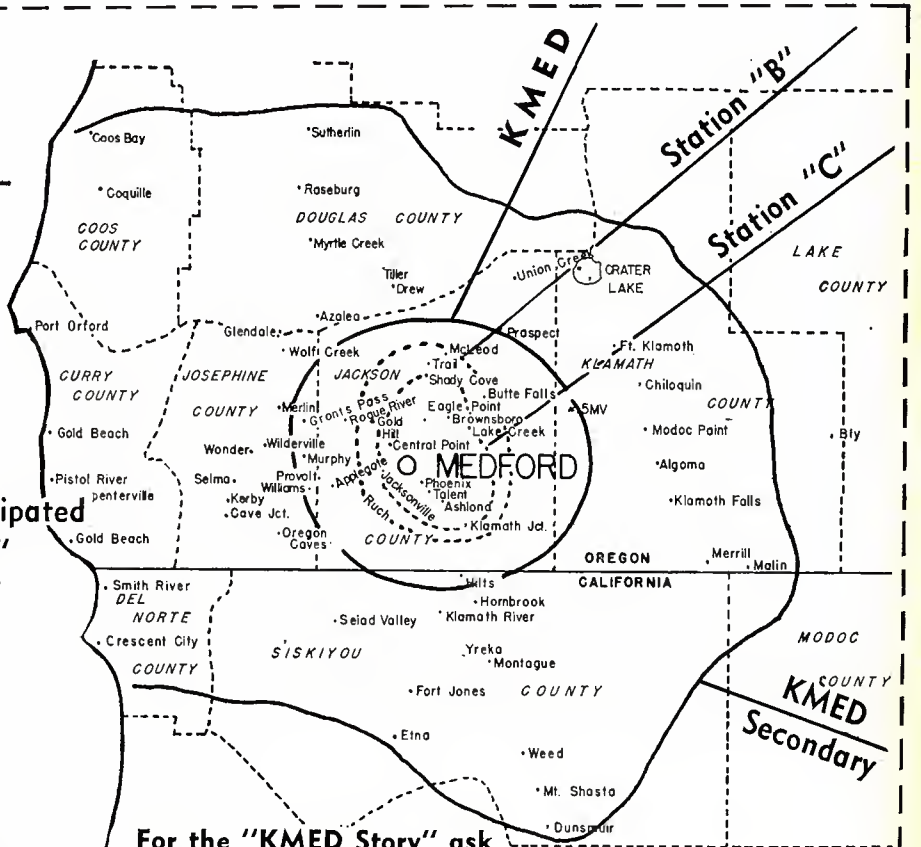 KMED
Station "B"
Station "C"
Coos Bay
Sutherlin
Coquille
Roseburg
COOS
COUNTY
DOUGLAS COUNTY
Myrtle Creek
LAKE
COUNTY
Tiller
Drew
Union Creek
CRATER
LAKE
Port Orford
Azalea
Glendale
Prospect
Wolf Creek
McLeod
Ft. Klamath
Trail
KLAMATH
COUNTY
CURRY
COUNTY
JOSEPHINE
COUNTY
JACKSON
Shady Cove
Chiloquin
Butte Falls
Merlin
Grants Pass
Rogue River
Eagle Point
.5MV
Gold
Hill
Brownsboro
Lake Creek
Modoc Point
Bly
Gold Beach
Wonder
Wilderville
Central Point
Murphy
MEDFORD
Algoma
Pistol River
penterville
Selma
Provolt
Williams
Applegate
Jacksonville
Phoenix
Talent
Ashland
Klamath Falls
Kerby
Cave Jct.
Ruch
ipated
"
Gold Beach
Oregon
Caves
COUNTY
Klamath Jct.
OREGON
CALIFORNIA
Merrill
Malin
Smith River
DEL
NORTE
COUNTY
Hilts
Hornbrook
Klamath River
Seiad Valley
Crescent City
SISKIYOU
COUNTY
Yreka
Montague
MODOC
COUNTY
Fort Jones
KMED
Secondary
Etna
Weed
Mt. Shasta
Dunsmuir
For the "KMED Story" ask